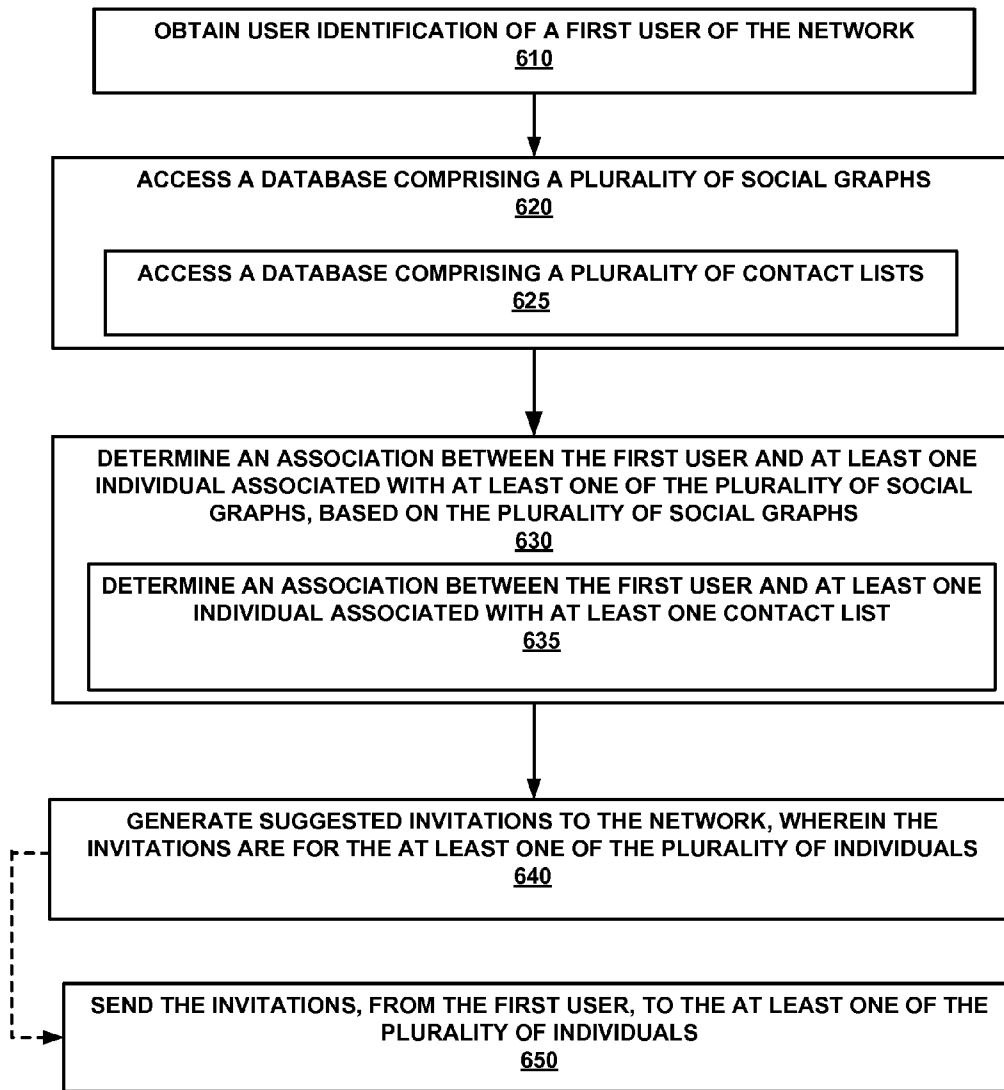 OBTAIN USER IDENTIFICATION OF A FIRST USER OF THE NETWORK
610
ACCESS A DATABASE COMPRISING A PLURALITY OF SOCIAL GRAPHS
620
ACCESS A DATABASE COMPRISING A PLURALITY OF CONTACT LISTS
625
DETERMINE AN ASSOCIATION BETWEEN THE FIRST USER AND AT LEAST ONE
INDIVIDUAL ASSOCIATED WITH AT LEAST ONE OF THE PLURALITY OF SOCIAL
GRAPHS, BASED ON THE PLURALITY OF SOCIAL GRAPHS
630
DETERMINE AN ASSOCIATION BETWEEN THE FIRST USER AND AT LEAST ONE
INDIVIDUAL ASSOCIATED WITH AT LEAST ONE CONTACT LIST
635
GENERATE SUGGESTED INVITATIONS TO THE NETWORK, WHEREIN THE
INVITATIONS ARE FOR THE AT LEAST ONE OF THE PLURALITY OF INDIVIDUALS
640
SEND THE INVITATIONS, FROM THE FIRST USER, TO THE AT LEAST ONE OF THE
PLURALITY OF INDIVIDUALS
650